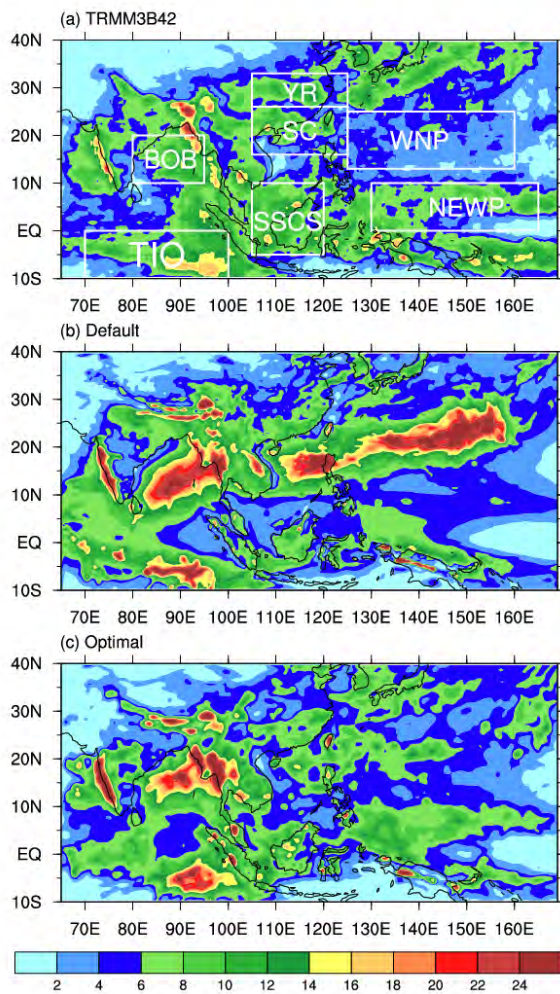 (a) TRMM3B42
40N
30N
20N
10N
EQ
10S
YR
SC
WNP
BOB
SSOS
NEWP
TIO
70E 80E 90E 100E 110E 120E 130E 140E 150E 160E
(b) Default
40N
30N
20N
10N
EQ
10S
70E 80E 90E 100E 110E 120E 130E 140E 150E 160E
(c) Optimal
40N
30N
20N
10N
EQ
10S
70E 80E 90E 100E 110E 120E 130E 140E 150E 160E
2 4 6 8 10 12 14 16 18 20 22 24